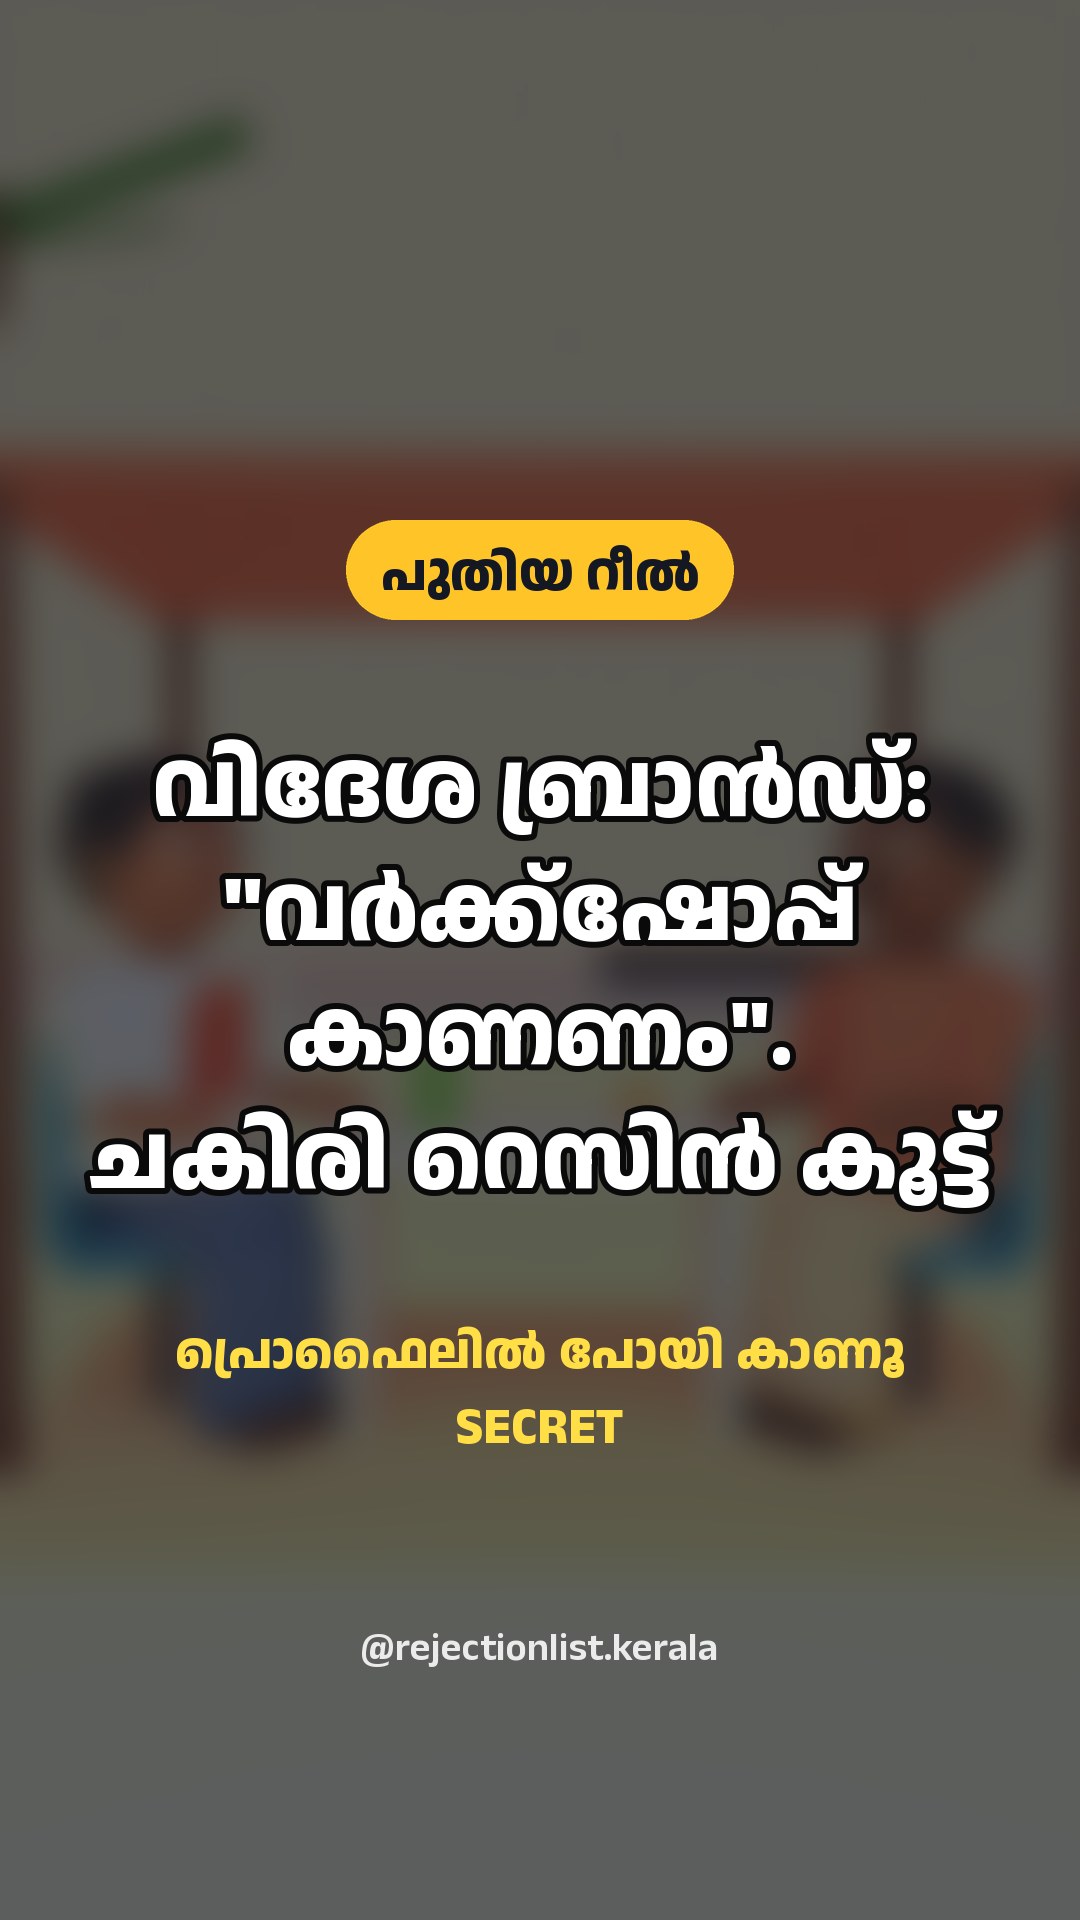 പുതിയ റീൽ
വിദേശ ബ്രാൻഡ്:
"വർക്ക്ഷോപ്പ്
കാണണം".
ചകിരി റെസിൻ കൂട്ട്
പ്രൊഫൈലിൽ പോയി കാണൂ
SECRET
@rejectionlist.kerala